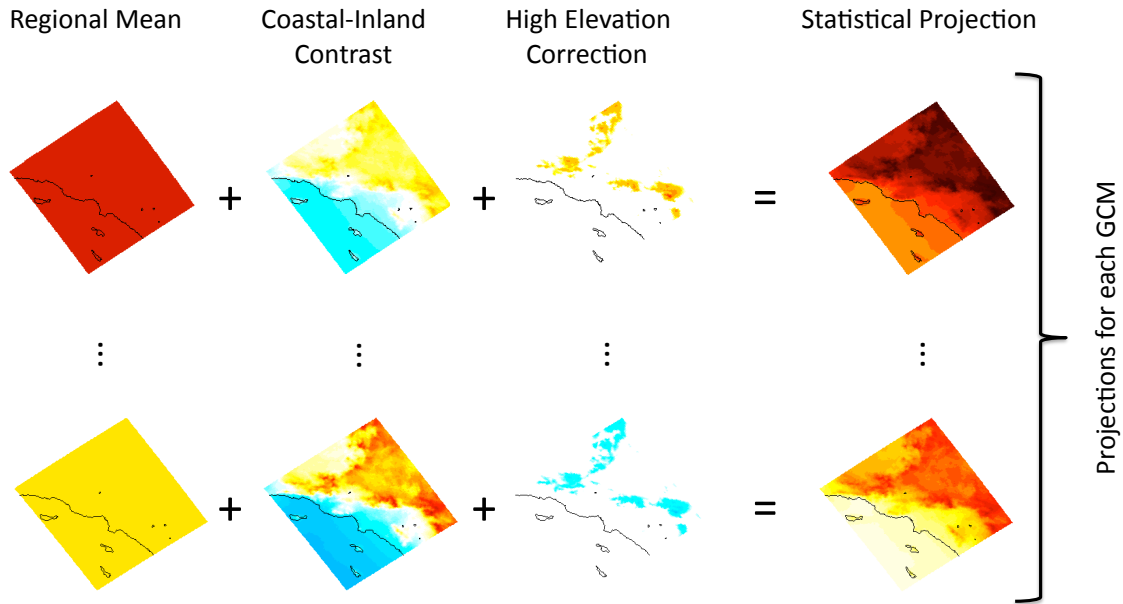 Regional Mean
Coastal-Inland
Contrast
High Elevation
Correction
Statistical Projection
+
+
=
⋮
⋮
⋮
⋮
+
+
=
Projections for each GCM